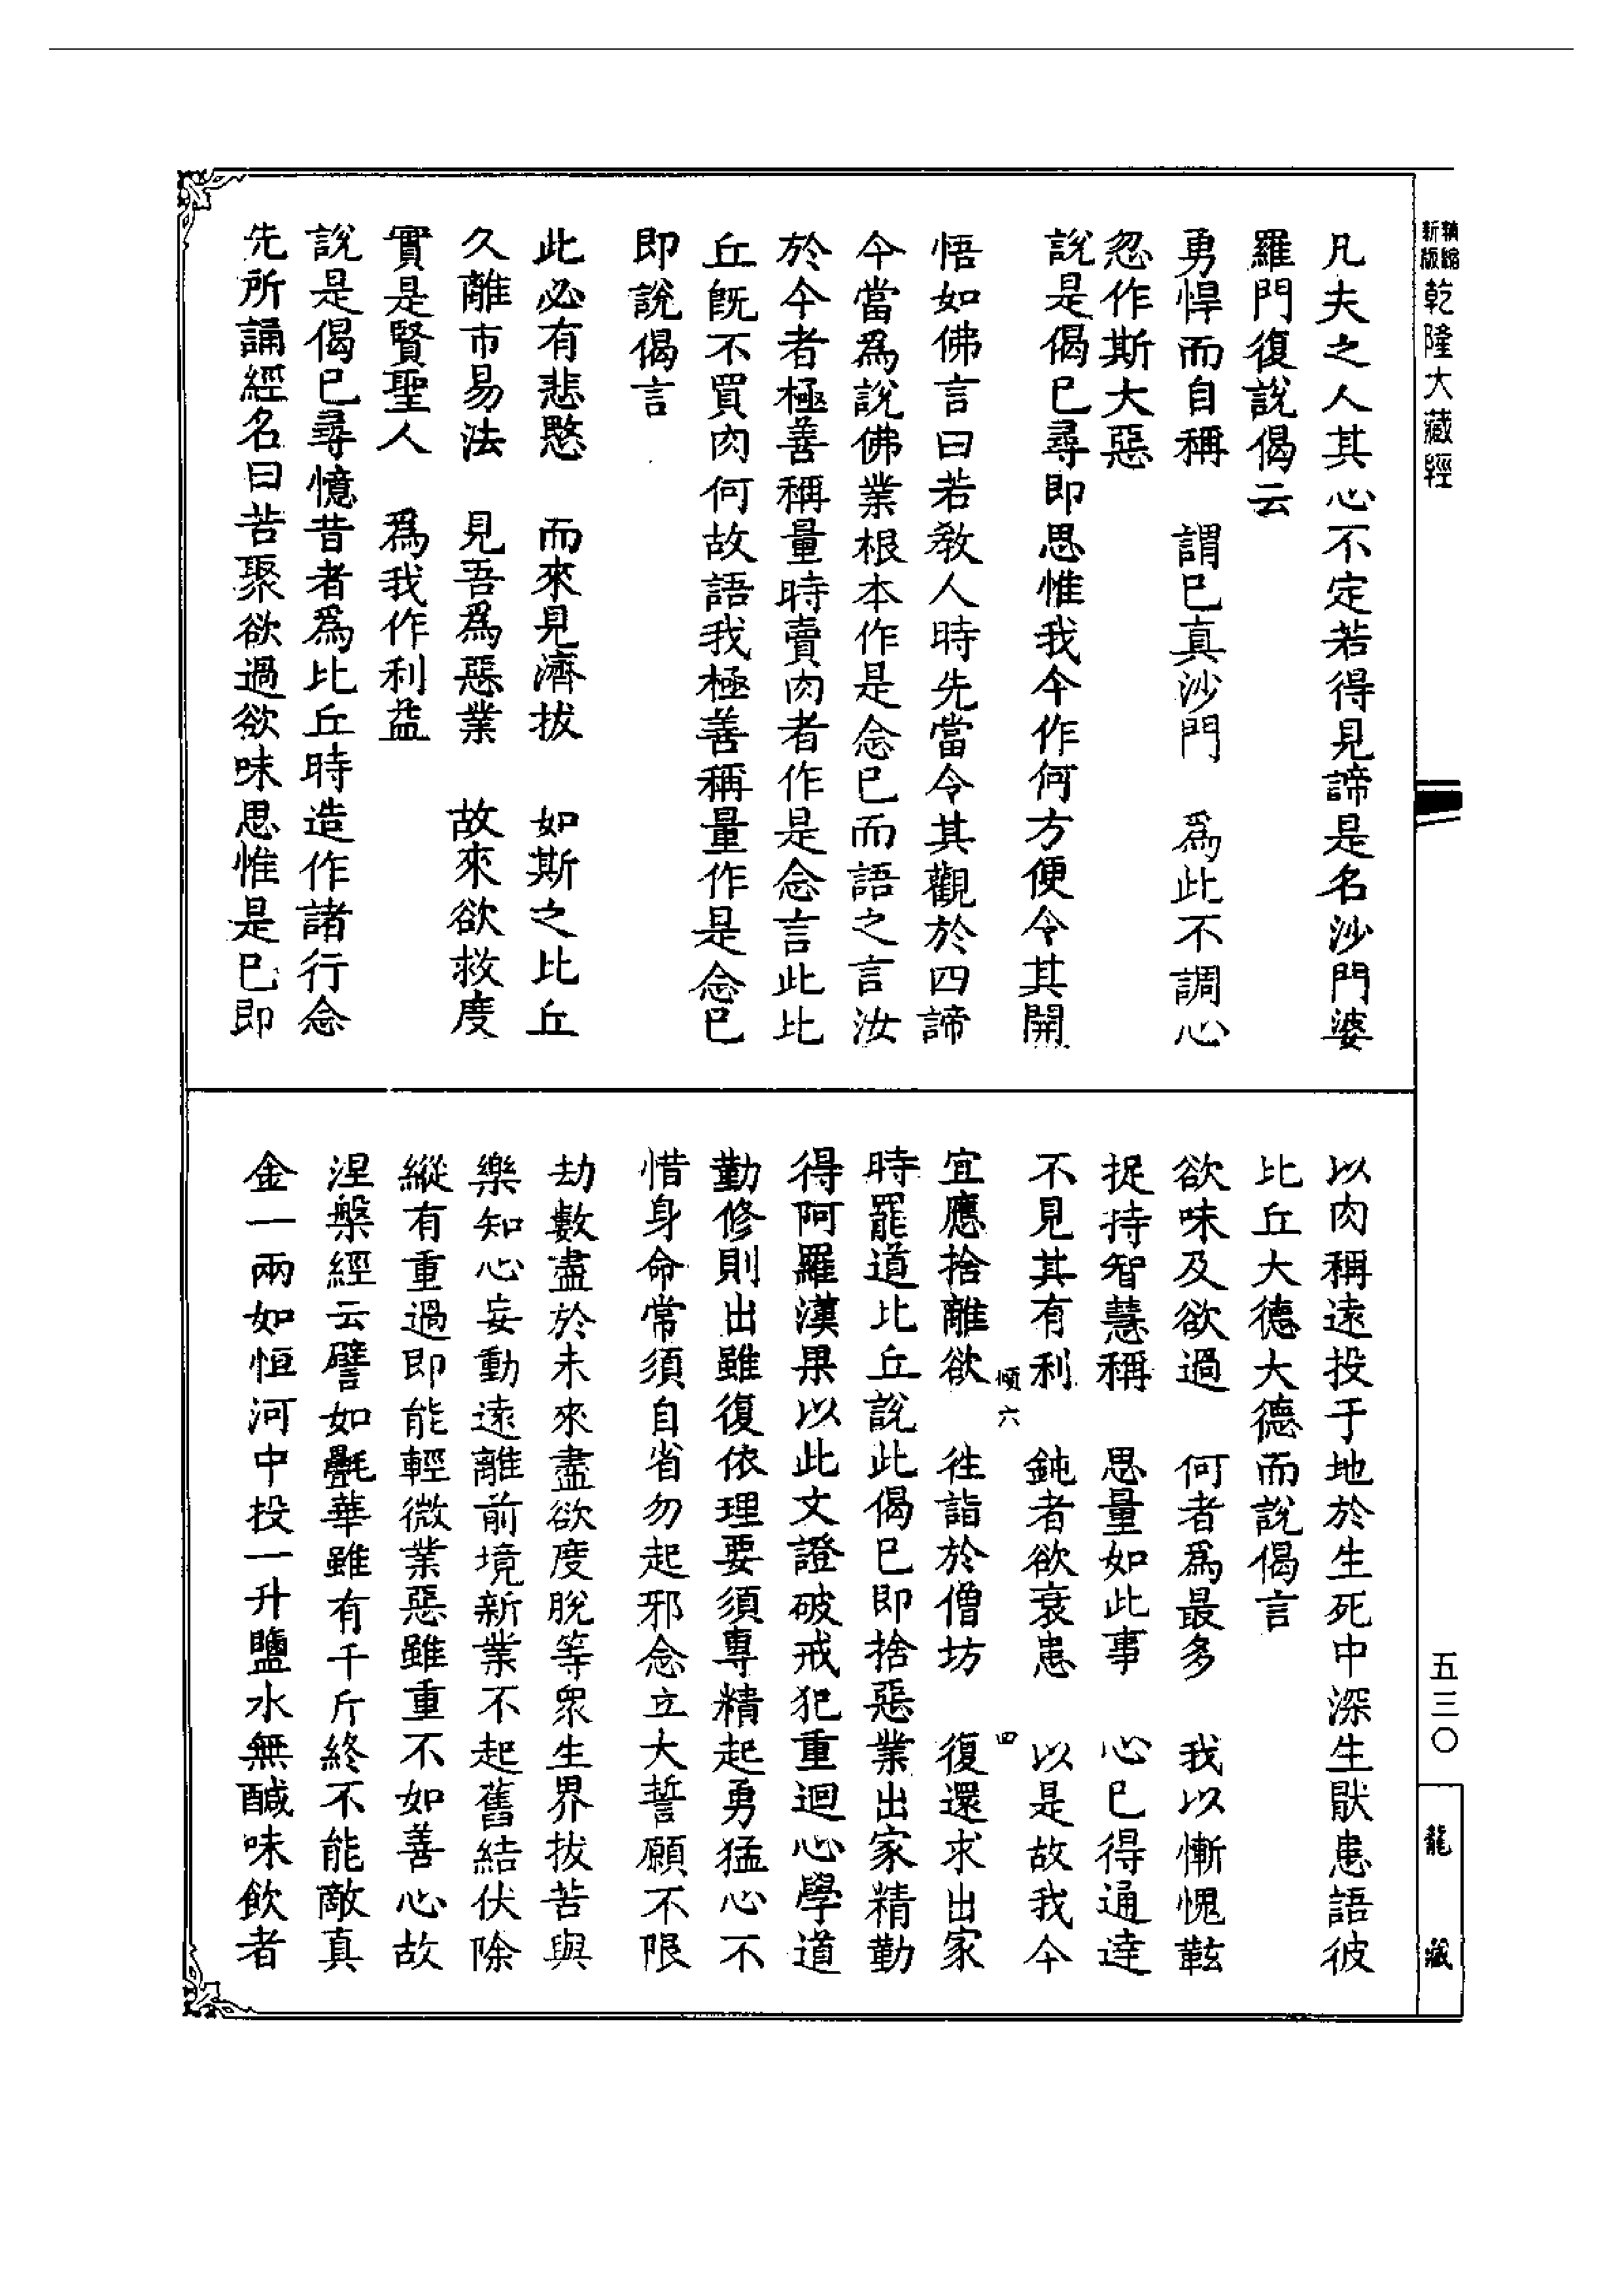 新版精縮乾隆大藏經
凡夫之人其心不定若得見諦是名沙門婆
羅門復說偈云
勇悍而自稱　謂已真沙門　為此不調心
忽作斯大惡
說是偈已尋即思惟我今作何方便令其開
悟如佛言曰若教人時先當令其觀於四諦
今當為說佛業根本作是念已而語之言汝
於今者極善稱量時賣肉者作是念言此比
丘既不買肉何故語我極善稱量作是念已
即說偈言
此必有悲愍　而來見濟拔　如斯之比丘
久離市易法　見吾為惡業　故來欲救度
實是賢聖人　為我作利益
說是偈已尋憶昔者為比丘時造作諸行念
先所誦經名曰苦聚欲過欲味思惟是已即
以肉稱遠投于地於生死中深生猒患語彼
比丘大德大德而說偈言
欲味及欲過　何者為最多　我以慚愧鞚
捉持智慧稱　思量如此事　心已得通達
不見其有利　鈍者欲衰患　以是故我今
傾六　四
宜應捨離欲　往詣於僧坊　復還求出家
時罷道比丘說此偈已即捨惡業出家精勤
得阿羅漢果以此文證破戒犯重迴心學道
勤修則出雖復依理要須專精起勇猛心不
惜身命常須自省勿起邪念立大誓願不限
劫數盡於未來盡欲度脫等眾生界拔苦與
樂知心妄動遠離前境新業不起舊結伏除
縱有重過即能輕微業惡雖重不如善心故
涅槃經云譬如㲲華雖有千斤終不能敵真
金一兩如恒河中投一升鹽水無醎味飲者
五三〇
龍藏